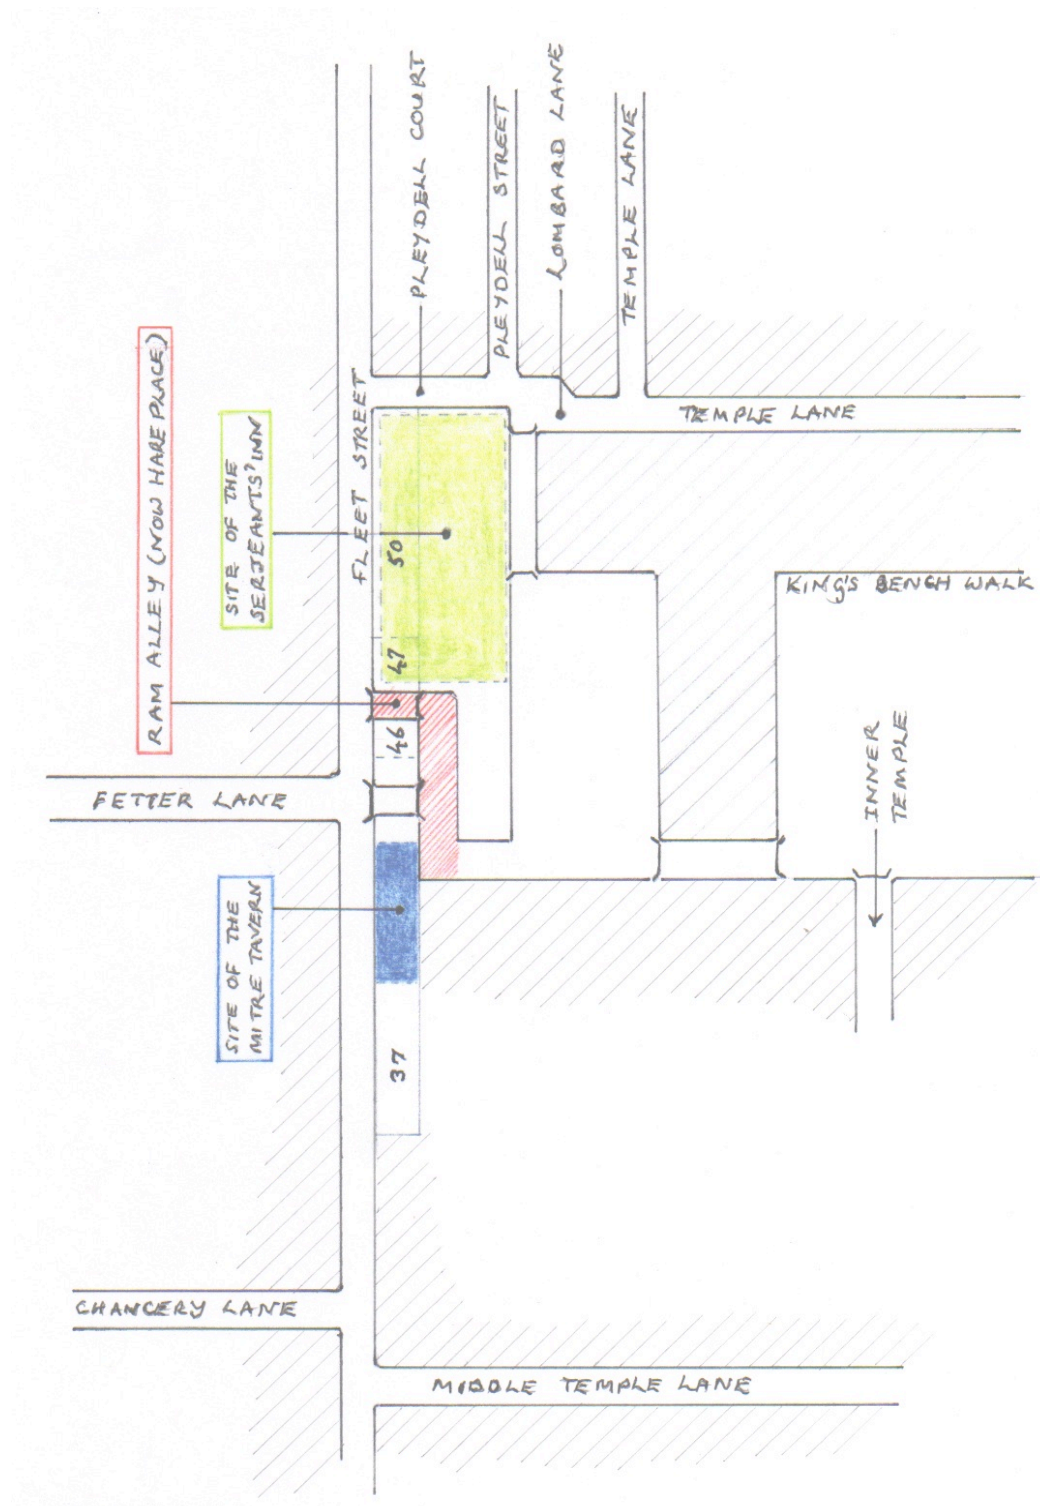 PLEYDELL COURT
PLEYDELL STREET
LOMBARD LANE
TEMPLE LANE
RAM ALLEY (NOW HARE PLACE)
SITE OF THE
SERJEANTS' INN
FLEET STREET
50
47
46
TEMPLE LANE
KING'S BENCH WALK
FETTER LANE
INNER
TEMPLE
SITE OF THE
MITRE TAVERN
37
CHANCERY LANE
MIDDLE TEMPLE LANE